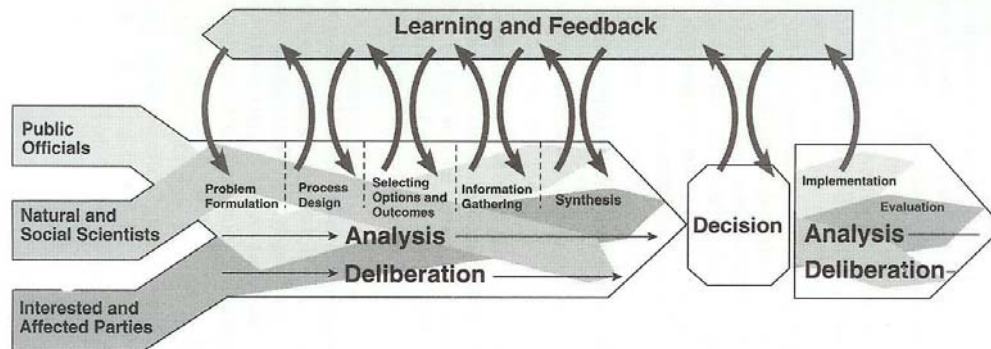 Learning and Feedback
Public
Officials
Natural and
Social Scientists
Interested and
Affected Parties
Problem
Formulation
Process
Design
Selecting
Options and
Outcomes
Information
Gathering
Synthesis
Analysis
Deliberation
Decision
Implementation
Evaluation
Analysis
Deliberation